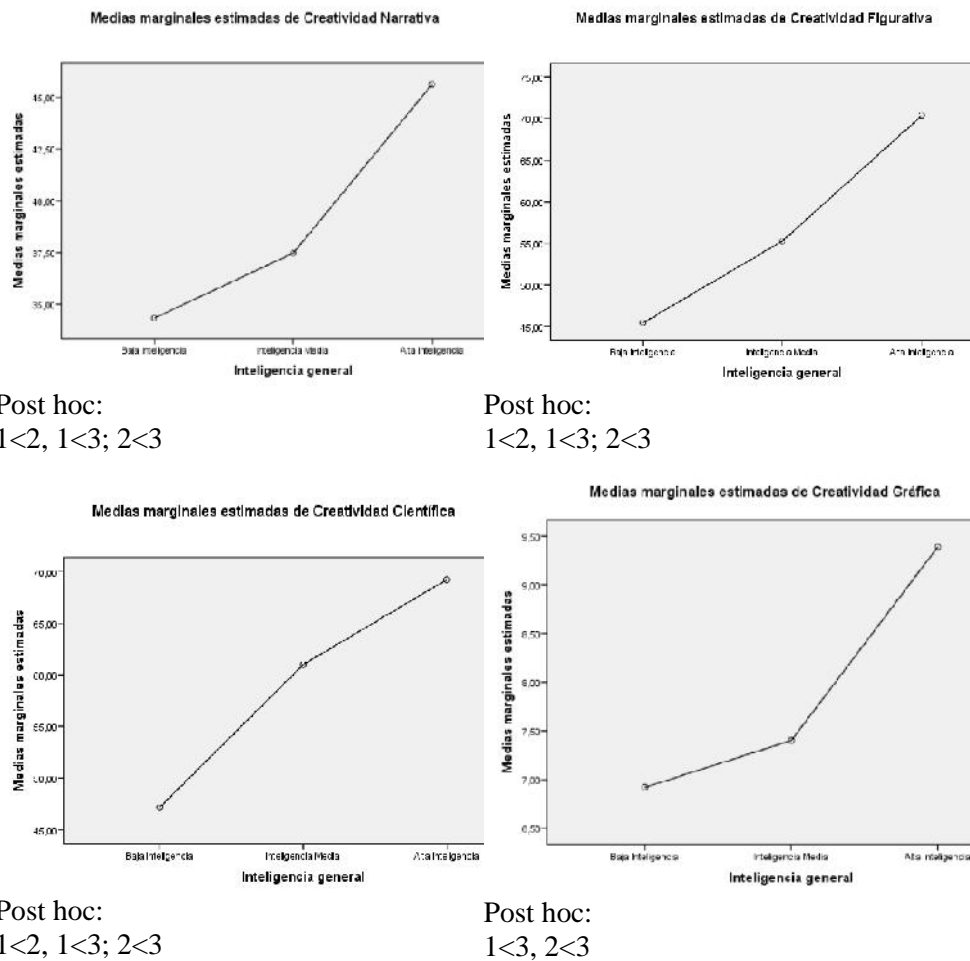 Medias marginales estimadas de Creatividad Narrativa
Medias marginales estimadas
45,00
42,50
40,00
37,50
35,00
Baja Inteligencia
Inteligencia Media
Alta Inteligencia
Inteligencia general
Post hoc:
1<2, 1<3; 2<3
Medias marginales estimadas de Creatividad Figurativa
Medias marginales estimadas
75,00
70,00
65,00
60,00
55,00
50,00
45,00
Baja Inteligencia
Inteligencia Media
Alta Inteligencia
Inteligencia general
Post hoc:
1<2, 1<3; 2<3
Medias marginales estimadas de Creatividad Científica
Medias marginales estimadas
70,00
65,00
60,00
55,00
50,00
45,00
Baja Inteligencia
Inteligencia Media
Alta Inteligencia
Inteligencia general
Post hoc:
1<2, 1<3; 2<3
Medias marginales estimadas de Creatividad Gráfica
Medias marginales estimadas
9,50
9,00
8,50
8,00
7,50
7,00
6,50
Baja Inteligencia
Inteligencia Media
Alta Inteligencia
Inteligencia general
Post hoc:
1<3, 2<3